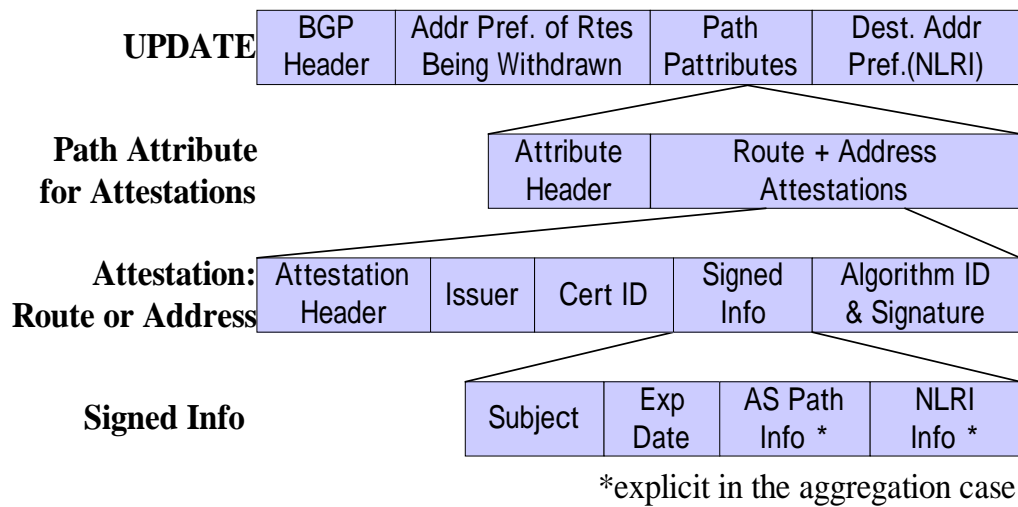 UPDATE
BGP Header
Addr Pref. of Rtes Being Withdrawn
Path Pattributes
Dest. Addr Pref.(NLRI)
Path Attribute for Attestations
Attribute Header
Route + Address Attestations
Attestation: Route or Address
Attestation Header
Issuer
Cert ID
Signed Info
Algorithm ID & Signature
Signed Info
Subject
Exp Date
AS Path Info *
NLRI Info *
*explicit in the aggregation case